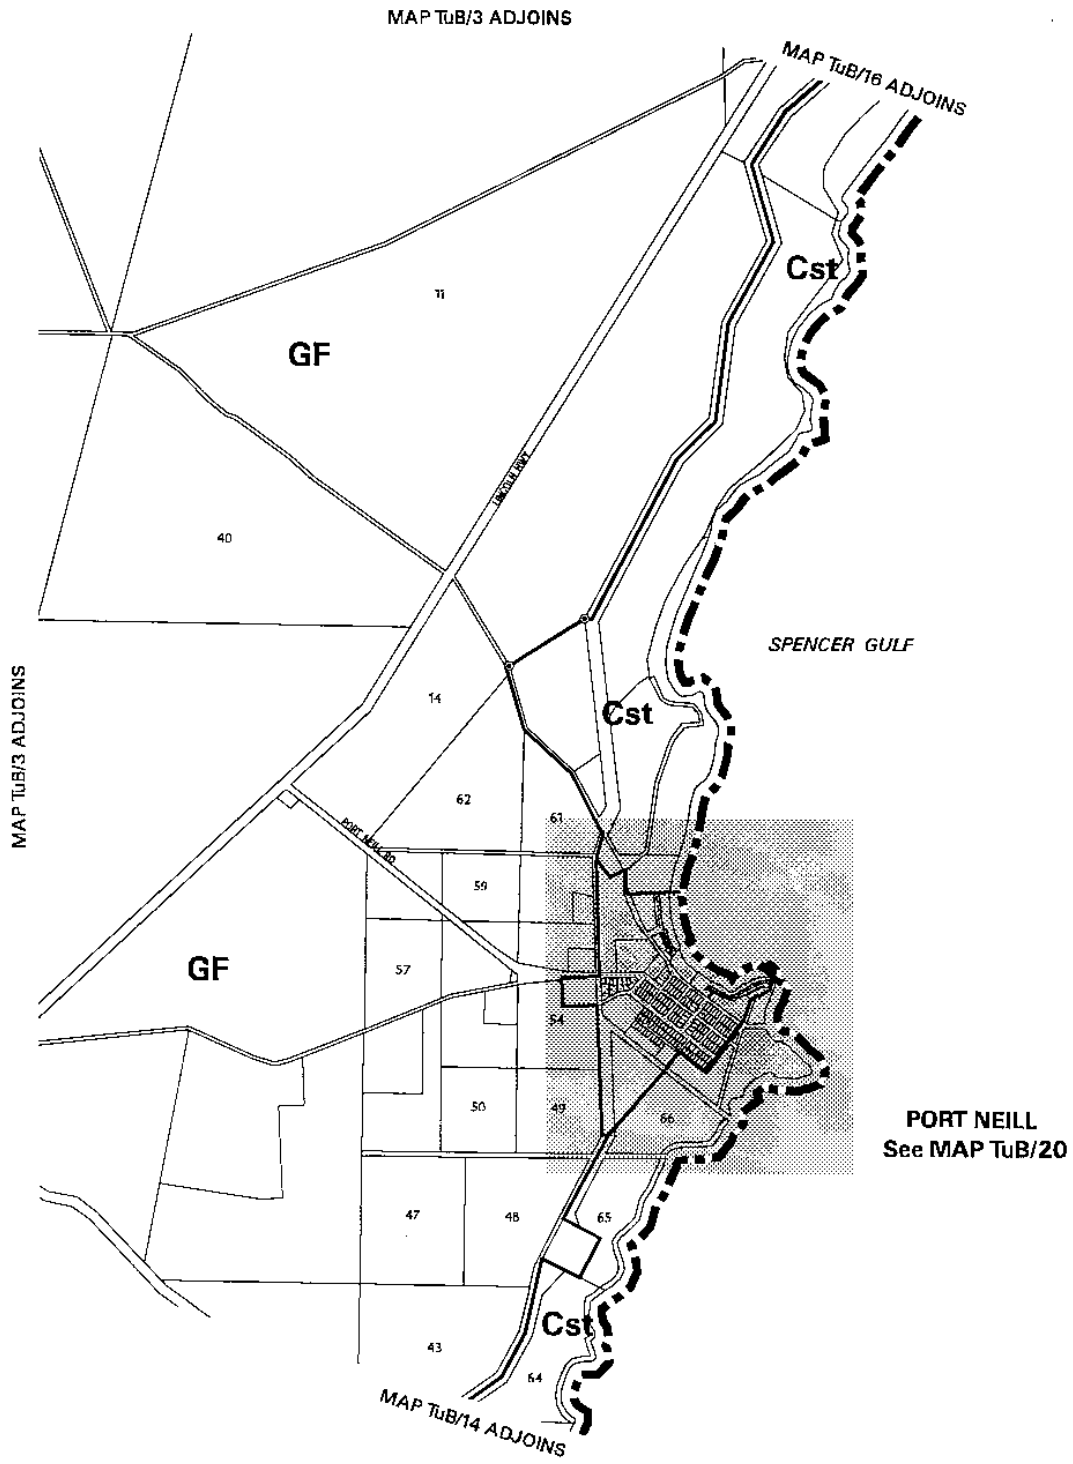 MAP TuB/3 ADJOINS
MAP TuB/16 ADJOINS
Cst
11
GF
LINCOLN HWY
40
SPENCER GULF
MAP TuB/3 ADJOINS
14
Cst
62
61
PORT NEILL RD
59
GF
57
54
50
49
66
PORT NEILL
See MAP TuB/20
47
48
65
Cst
43
64
MAP TuB/14 ADJOINS